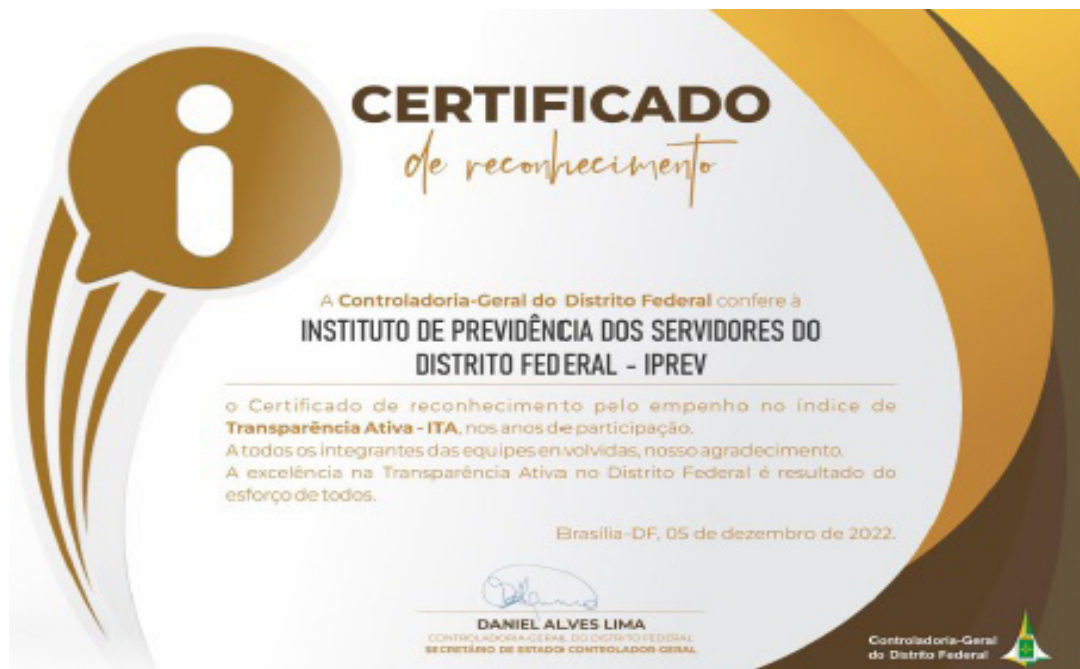 CERTIFICADO
de reconhecimento
A Controladoria-Geral do Distrito Federal confere à
INSTITUTO DE PREVIDÊNCIA DOS SERVIDORES DO
DISTRITO FEDERAL - IPREV
o Certificado de reconhecimento pelo empenho no índice de
Transparência Ativa - ITA, nos anos de participação.
A todos os integrantes das equipes envolvidas, nosso agradecimento.
A excelência na Transparência Ativa no Distrito Federal é resultado do
esforço de todos.
Brasília-DF, 05 de dezembro de 2022.
DANIEL ALVES LIMA
CONTROLADORIA-GERAL DO DISTRITO FEDERAL
SECRETÁRIO DE ESTADO CONTROLADOR-GERAL
Controladoria-Geral
do Distrito Federal